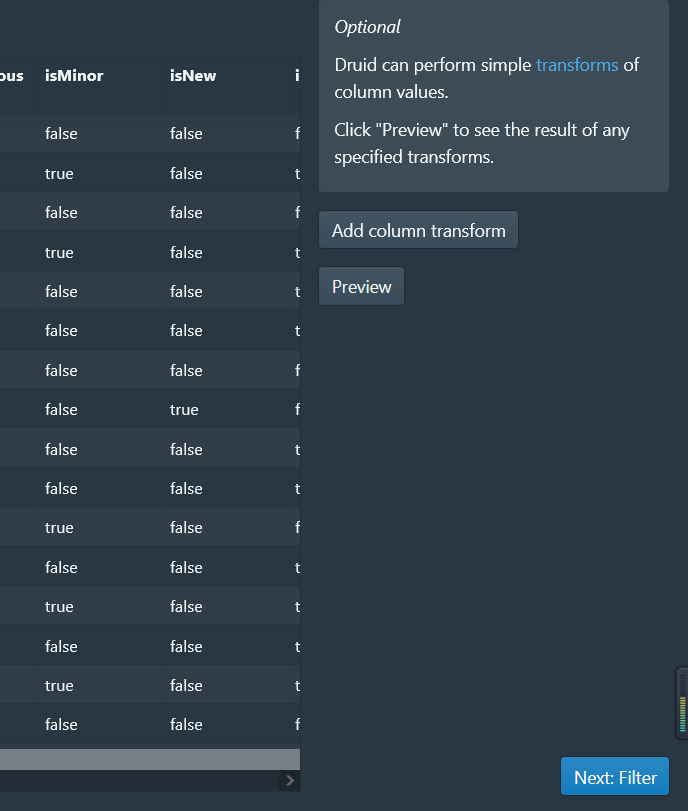 Optional
Druid can perform simple transforms of
column values.
Click "Preview" to see the result of any
specified transforms.
Add column transform
Preview
ous isMinor isNew i
false false f
true false t
false false f
true false t
false false t
false false t
false false f
false true f
false false t
false false t
true false f
false false t
true false t
false false t
true false t
false false f
Next: Filter